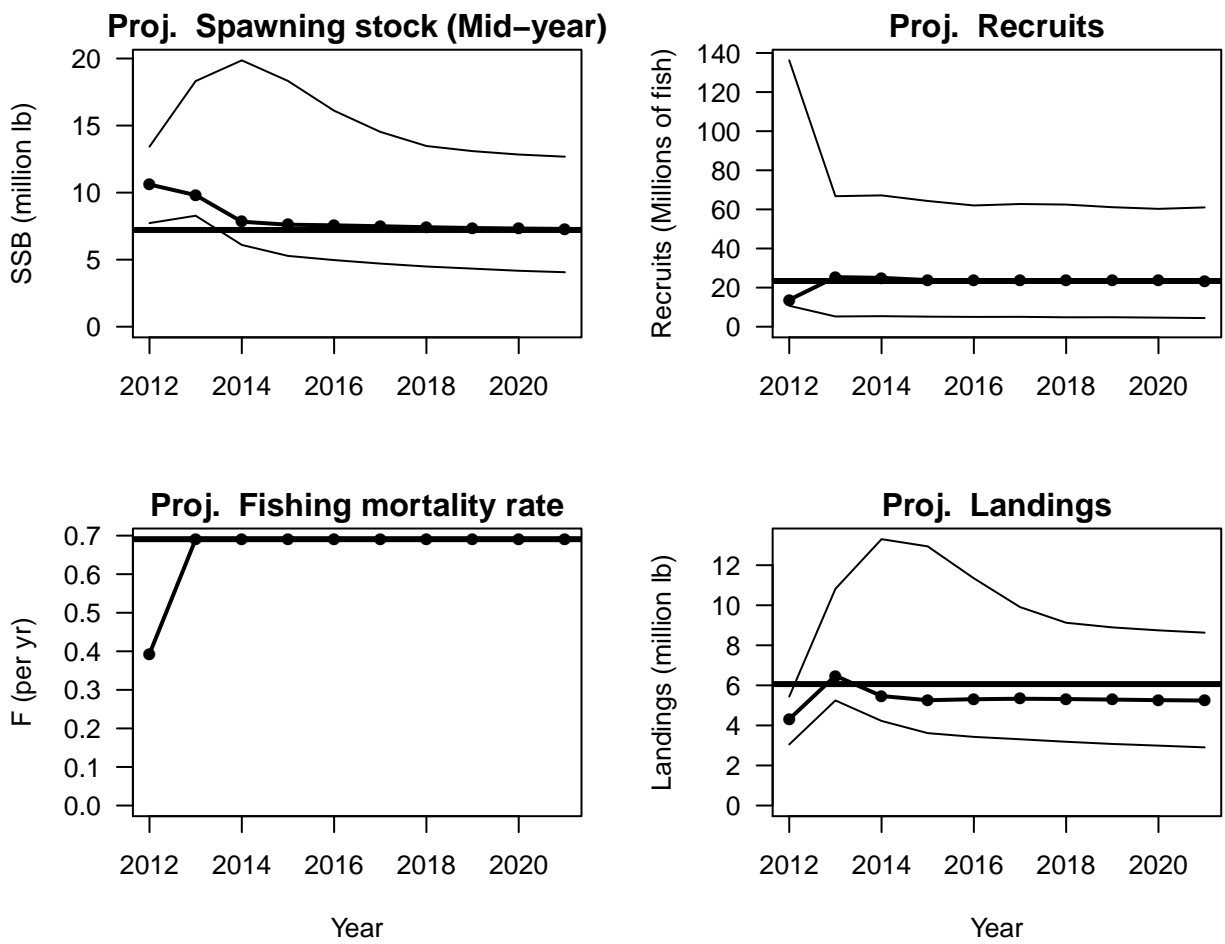 Proj.  Spawning stock (Mid−year)
SSB (million lb)
20
15
10
5
0
2012 2014 2016 2018 2020
Proj.  Recruits
Recruits (Millions of fish)
140
120
100
80
60
40
20
0
2012 2014 2016 2018 2020
Proj.  Fishing mortality rate
F (per yr)
0.7
0.6
0.5
0.4
0.3
0.2
0.1
0.0
2012 2014 2016 2018 2020
Year
Proj.  Landings
Landings (million lb)
12
10
8
6
4
2
0
2012 2014 2016 2018 2020
Year